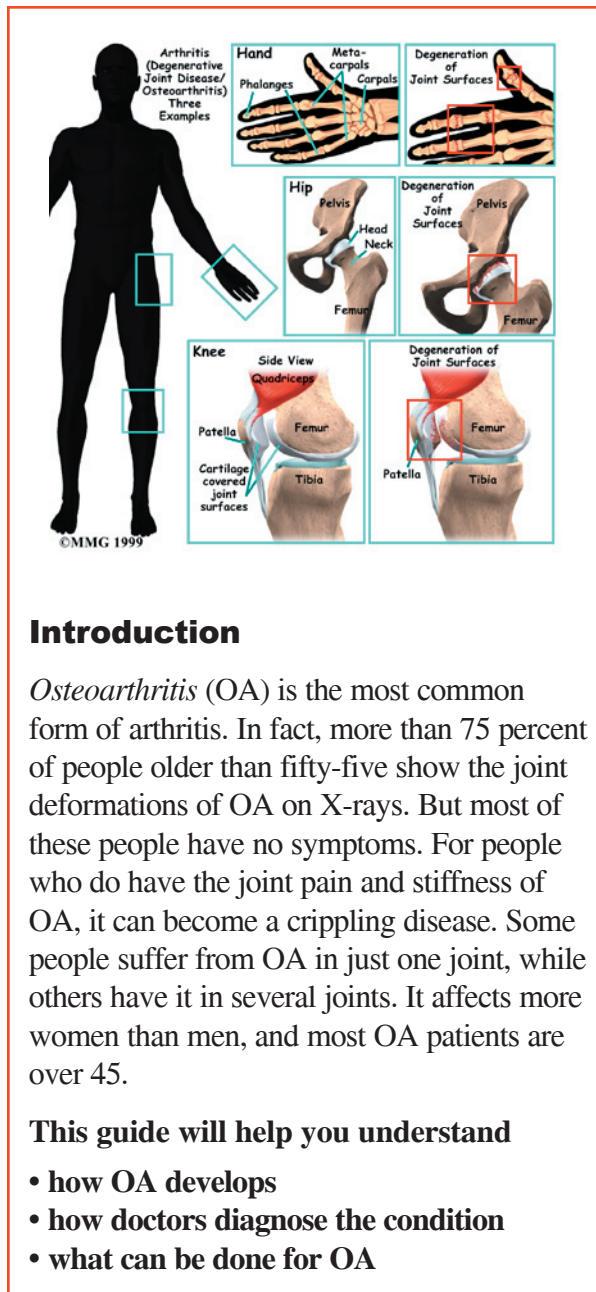 Arthritis
(Degenerative
Joint Disease/
Osteoarthritis)
Three
Examples
Hand
Meta-
carpals
Phalanges
Carpals
Degeneration
of
Joint Surfaces
Hip
Pelvis
Head
Neck
Femur
Degeneration
of
Joint
Surfaces
Pelvis
Femur
Knee
Side View
Quadriceps
Patella
Femur
Cartilage
covered
joint
surfaces
Tibia
Degeneration of
Joint Surfaces
Femur
Patella
Tibia
©MMG 1999
Introduction
Osteoarthritis (OA) is the most common
form of arthritis. In fact, more than 75 percent
of people older than fifty-five show the joint
deformations of OA on X-rays. But most of
these people have no symptoms. For people
who do have the joint pain and stiffness of
OA, it can become a crippling disease. Some
people suffer from OA in just one joint, while
others have it in several joints. It affects more
women than men, and most OA patients are
over 45.
This guide will help you understand
• how OA develops
• how doctors diagnose the condition
• what can be done for OA